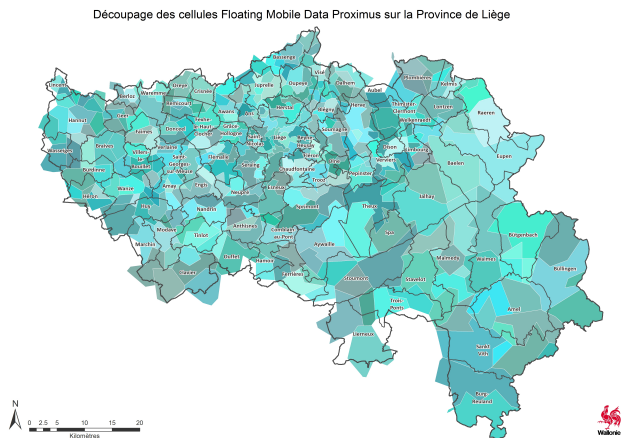 Découpage des cellules Floating Mobile Data Proximus sur la Province de Liège
Bassenge
Visé
Lincent
Berloz
Waremme
Oreye
Crisnée
Juprelle
Oupeye
Dalhem
Aubel
Plombières
Kelmis
Remicourt
Hannut
Geer
Faimes
Donceel
Awans
Ans
Herstal
Blegny
Herve
Thimister-
Clermont
Lontzen
Raeren
Welkenraedt
Grâce-
Hollogne
Saint-
Nicolas
Liège
Beyne-
Heusay
Soumagne
Wasseiges
Braives
Villers-
le-
Bouillet
Verlaine
Saint-
Georges-
sur-Meuse
Flémalle
Seraing
Fléron
Chaudfontaine
Olne
Trooz
Pepinster
Dison
Verviers
Limbourg
Baelen
Eupen
Burdinne
Héron
Wanze
Amay
Engis
Neupré
Esneux
Huy
Nandrin
Sprimont
Theux
Jalhay
Modave
Tinlot
Anthisnes
Comblain-
au-Pont
Aywaille
Spa
Marchin
Clavier
Ouffet
Hamoir
Ferrières
Stoumont
Stavelot
Malmedy
Waimes
Bütgenbach
Büllingen
Trois-
Ponts
Lierneux
Amel
Sankt
Vith
Burg-
Reuland
N
0 2.5 5 10 15 20
Kilomètres
Wallonie